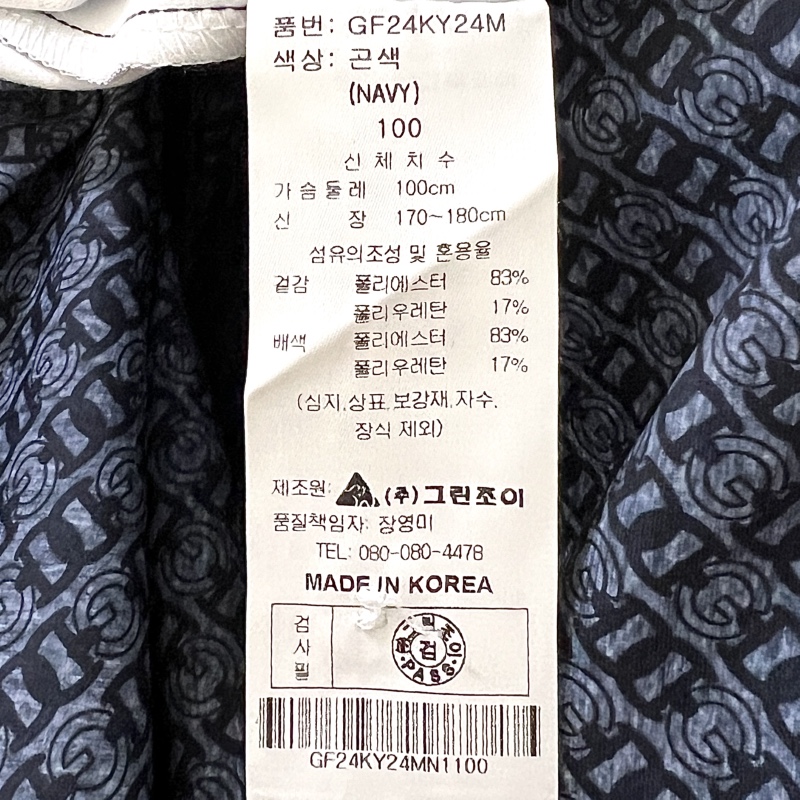 품번: GF24KY24M
색상: 곤색
(NAVY)
100
신 체 치 수
가 슴 둘 레 100cm
신 장 170~180cm
섬유의조성 및 혼용율
겉감 폴리에스터 83%
폴리우레탄 17%
배색 폴리에스터 83%
폴리우레탄 17%
(심지,상표,보강재,자수,
장식 제외)
제조원: (주)그린조이
품질책임자: 장영미
TEL: 080-080-4478
MADE IN KOREA
검
사
필
검
PASS
GF24KY24MN1100